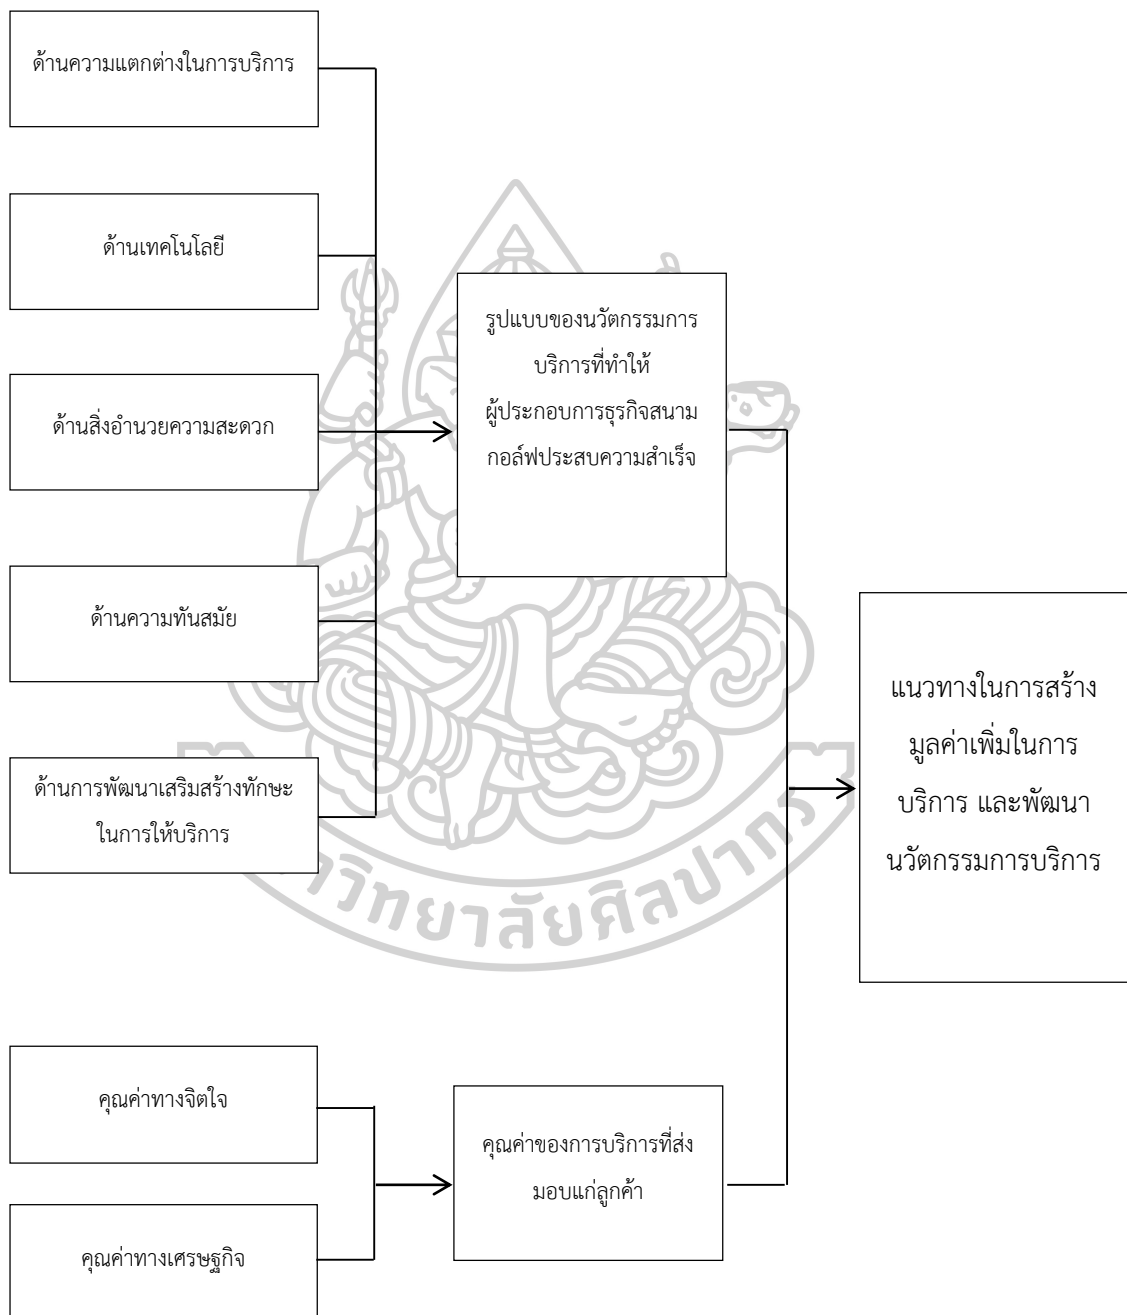 ด้านความแตกต่างในการบริการ
ด้านเทคโนโลยี
ด้านสิ่งอำนวยความสะดวก
ด้านความทันสมัย
ด้านการพัฒนาเสริมสร้างทักษะ
ในการให้บริการ
รูปแบบของนวัตกรรมการ
บริการที่ทำให้
ผู้ประกอบการธุรกิจสนาม
กอล์ฟประสบความสำเร็จ
คุณค่าทางจิตใจ
คุณค่าทางเศรษฐกิจ
คุณค่าของการบริการที่ส่ง
มอบแก่ลูกค้า
แนวทางในการสร้าง
มูลค่าเพิ่มในการ
บริการ และพัฒนา
นวัตกรรมการบริการ
าวิทยาลัยศิลปากร